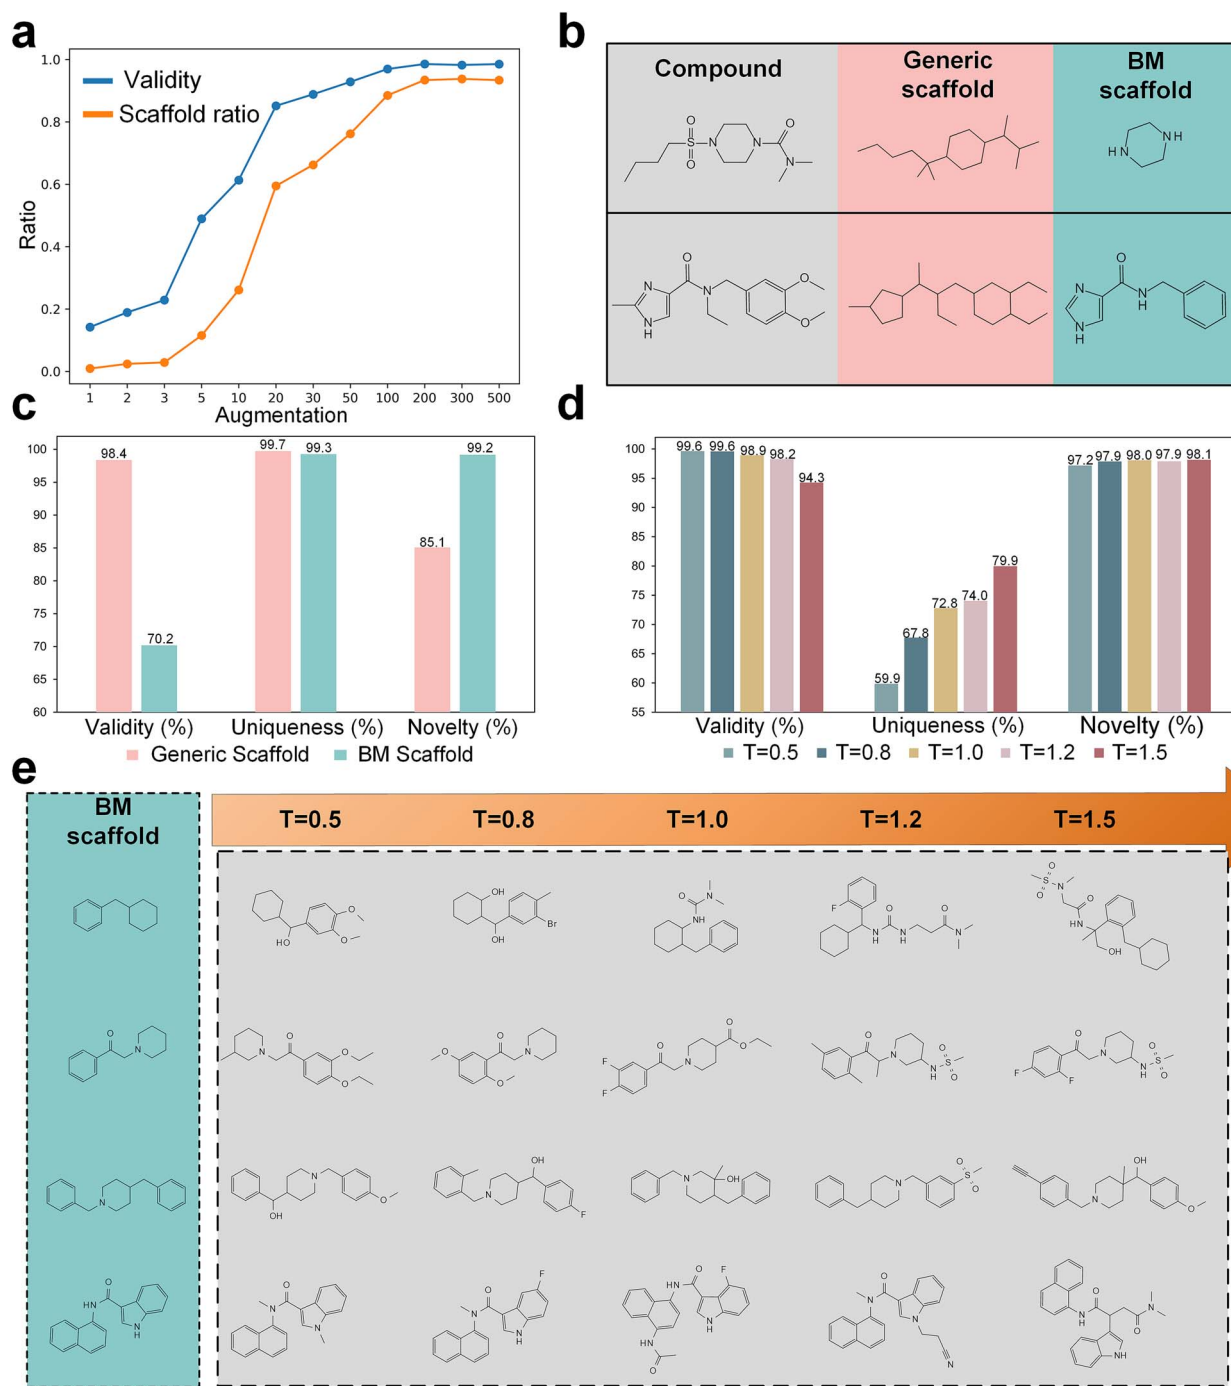 a
1.0
0.8
0.6
0.4
0.2
0.0
Ratio
Validity
Scaffold ratio
1 2 3 5 10 20 30 50 100 200 300 500
Augmentation
b
Compound
Generic
scaffold
BM
scaffold
O
S
O
N
N
O
N
NH
HN
O
N
N
H
N
O
O
O
N
N
H
NH
c
100
95
90
85
80
75
70
65
60
98.4
70.2
99.7
99.3
85.1
99.2
Validity (%) Uniqueness (%) Novelty (%)
Generic Scaffold BM Scaffold
d
100
95
90
85
80
75
70
65
60
55
99.6 99.6 98.9 98.2 94.3
59.9 67.8 72.8 74.0 79.9
97.2 97.9 98.0 97.9 98.1
Validity (%) Uniqueness (%) Novelty (%)
T=0.5 T=0.8 T=1.0 T=1.2 T=1.5
e
BM
scaffold
T=0.5 T=0.8 T=1.0 T=1.2 T=1.5